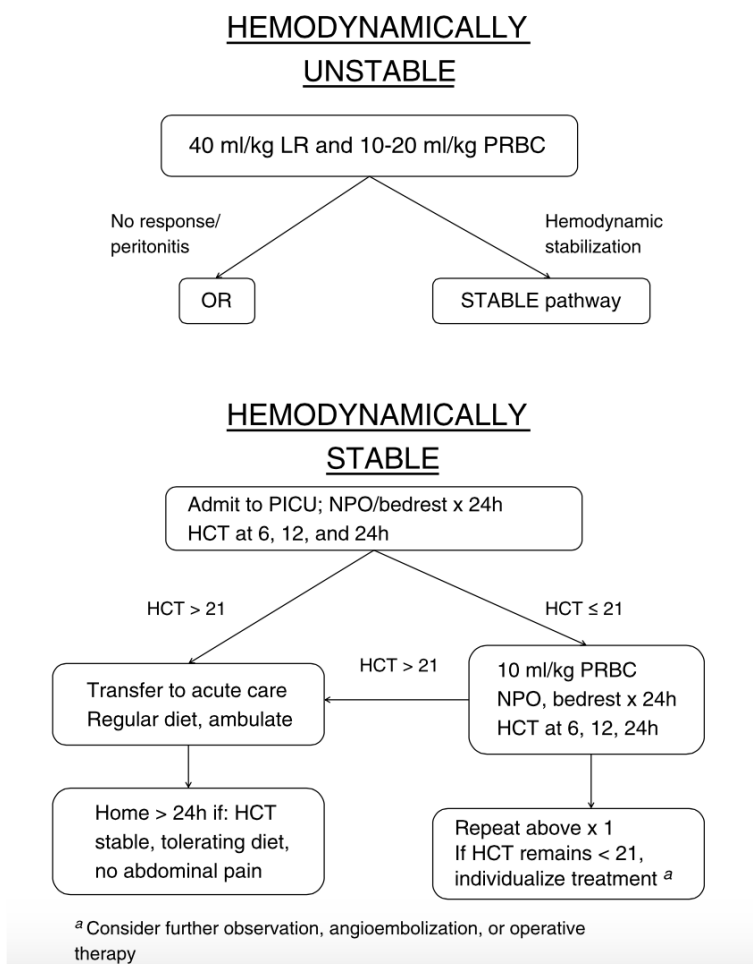 HEMODYNAMICALLY
UNSTABLE
40 ml/kg LR and 10-20 ml/kg PRBC
No response/
peritonitis
Hemodynamic
stabilization
OR
STABLE pathway
HEMODYNAMICALLY
STABLE
Admit to PICU; NPO/bedrest x 24h
HCT at 6, 12, and 24h
HCT > 21
HCT ≤ 21
Transfer to acute care
Regular diet, ambulate
HCT > 21
10 ml/kg PRBC
NPO, bedrest x 24h
HCT at 6, 12, 24h
Home > 24h if: HCT
stable, tolerating diet,
no abdominal pain
Repeat above x 1
If HCT remains < 21,
individualize treatment a
a Consider further observation, angioembolization, or operative
therapy